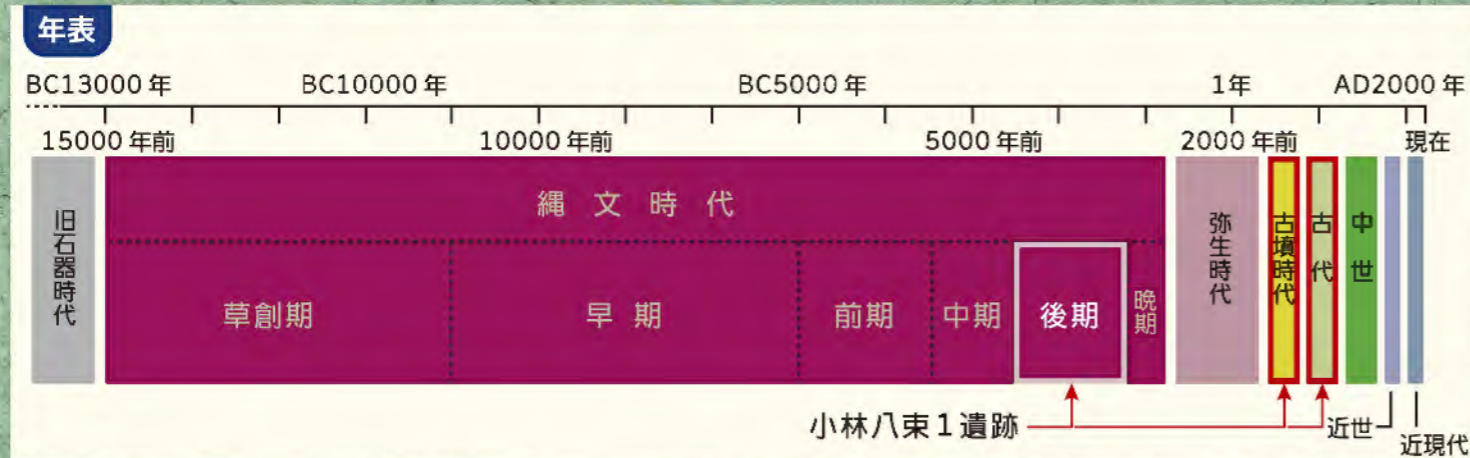 年表
BC13000年 BC10000年 BC5000年 1年 AD2000年
15000年前 10000年前 5000年前 2000年前 現在
旧石器時代
縄文時代
草創期 早期 前期 中期 後期 晩期
弥生時代
古墳時代
古代
中世
小林八束1遺跡
近世
近現代